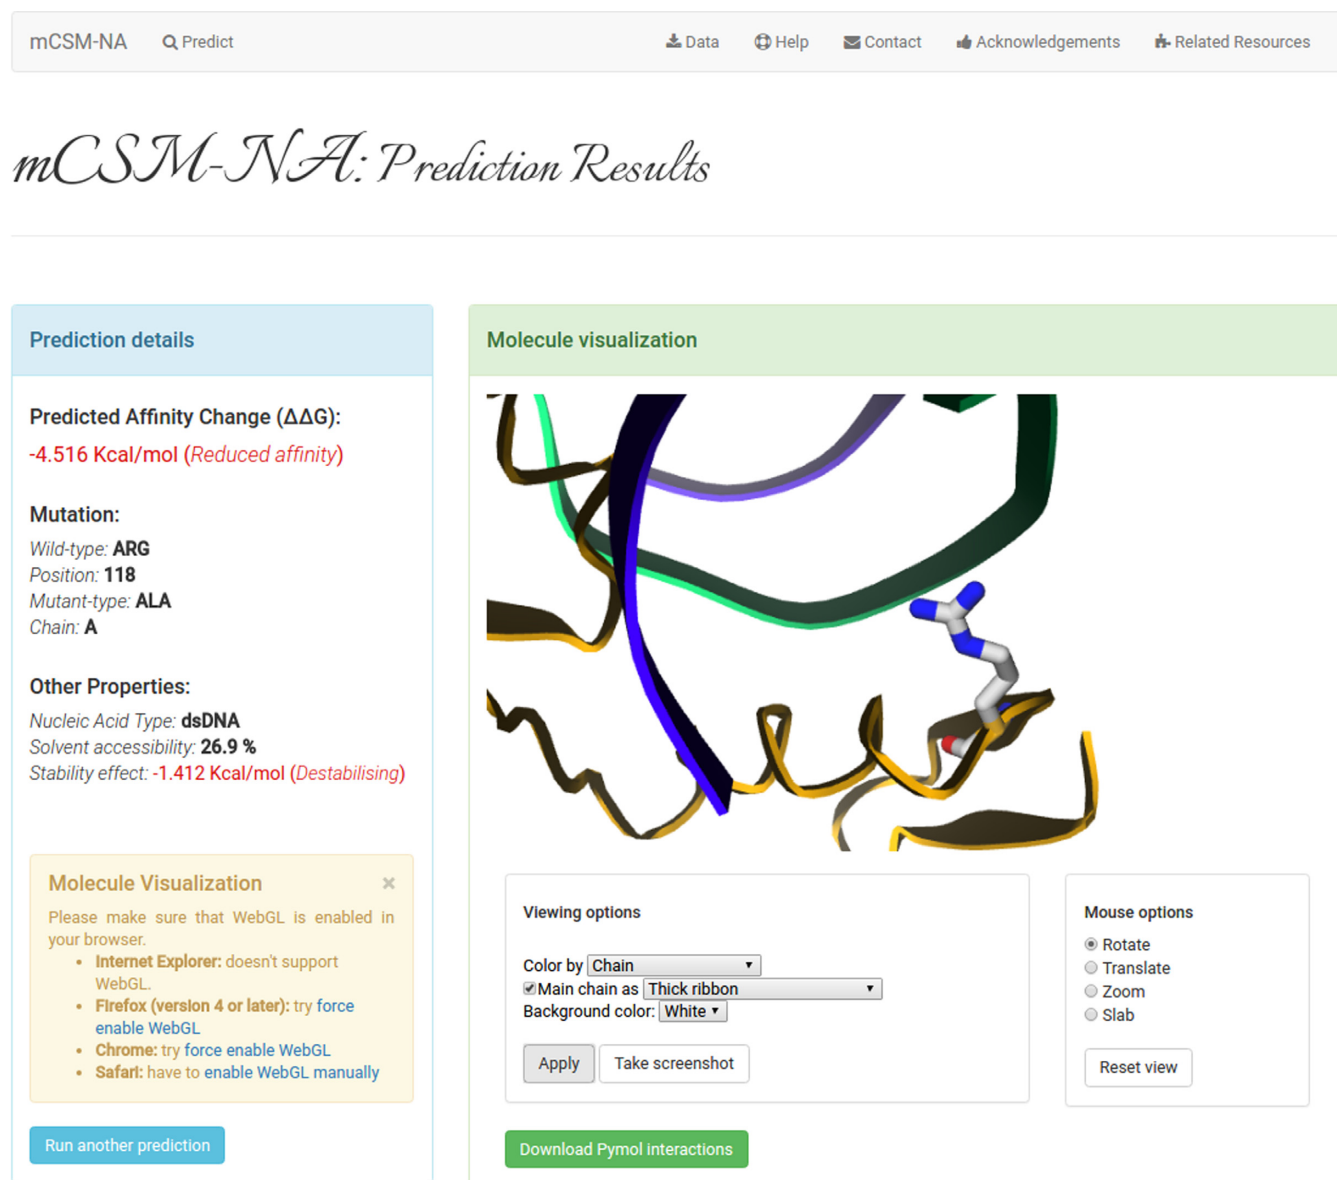 mCSM-NA Predict Data Help Contact Acknowledgements Related Resources
mCSM-NA: Prediction Results
Prediction details
Predicted Affinity Change (ΔΔG):
-4.516 Kcal/mol (Reduced affinity)
Mutation:
Wild-type: ARG
Position: 118
Mutant-type: ALA
Chain: A
Other Properties:
Nucleic Acid Type: dsDNA
Solvent accessibility: 26.9 %
Stability effect: -1.412 Kcal/mol (Destabilising)
Molecule Visualization ×
Please make sure that WebGL is enabled in
your browser.
• Internet Explorer: doesn't support
WebGL.
• Firefox (version 4 or later): try force
enable WebGL
• Chrome: try force enable WebGL
• Safari: have to enable WebGL manually
Run another prediction
Molecule visualization
Viewing options
Color by Chain
Main chain as Thick ribbon
Background color: White
Apply Take screenshot
Mouse options
Rotate
Translate
Zoom
Slab
Reset view
Download Pymol interactions